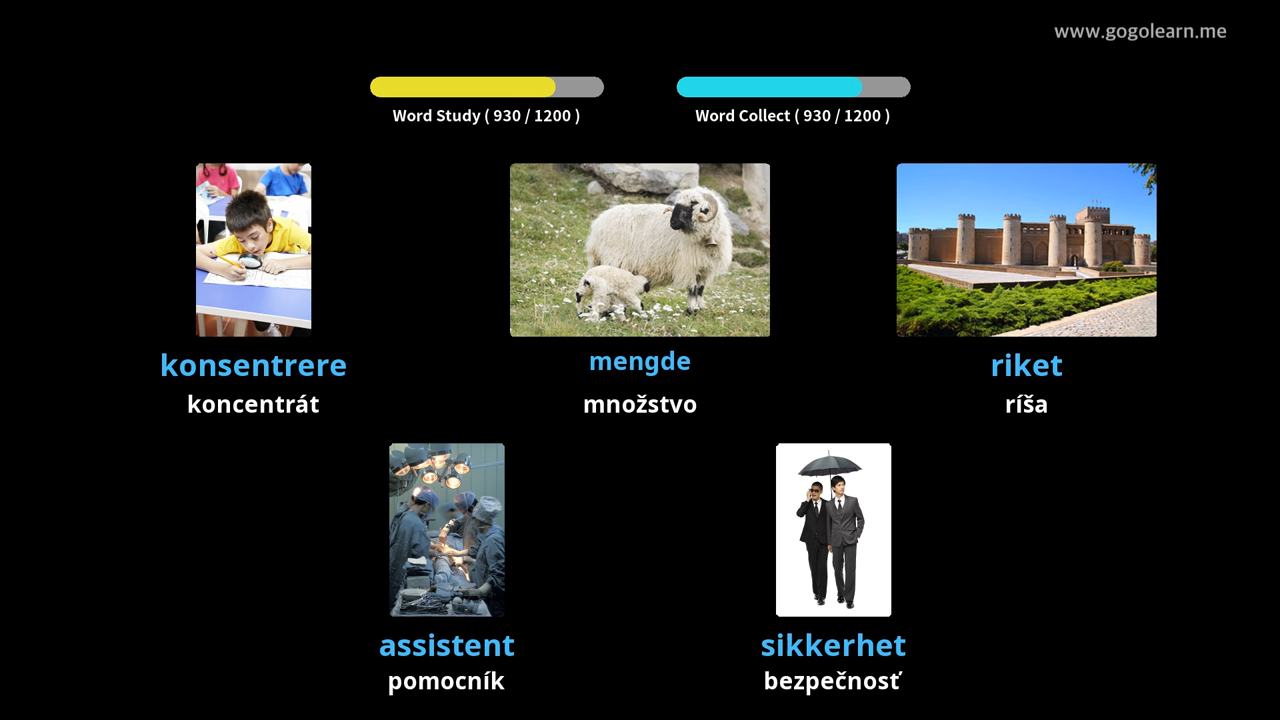 www.gogolearn.me
Word Study ( 930 / 1200 )
Word Collect ( 930 / 1200 )
konsentrere
koncentrát
mengde
množstvo
riket
ríša
assistent
pomocník
sikkerhet
bezpečnosť